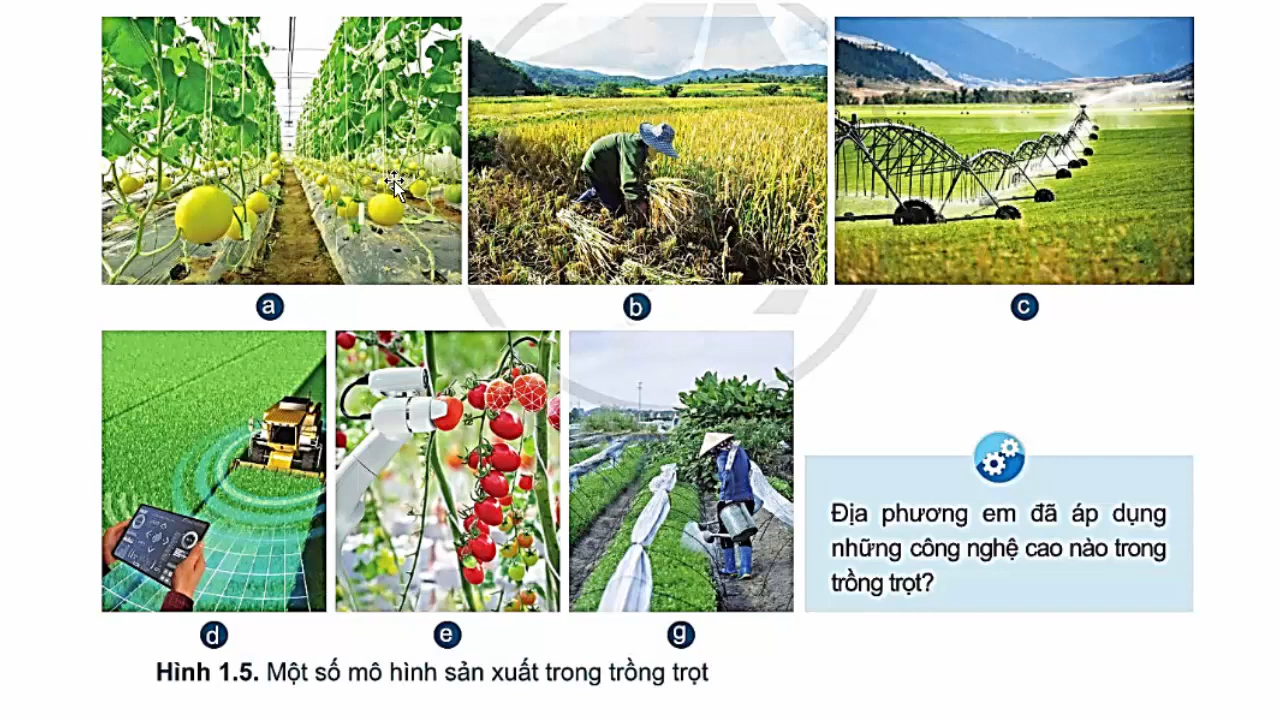 a
b
c
d
e
g
Địa phương em đã áp dụng
những công nghệ cao nào trong
trồng trọt?
Hình 1.5. Một số mô hình sản xuất trong trồng trọt